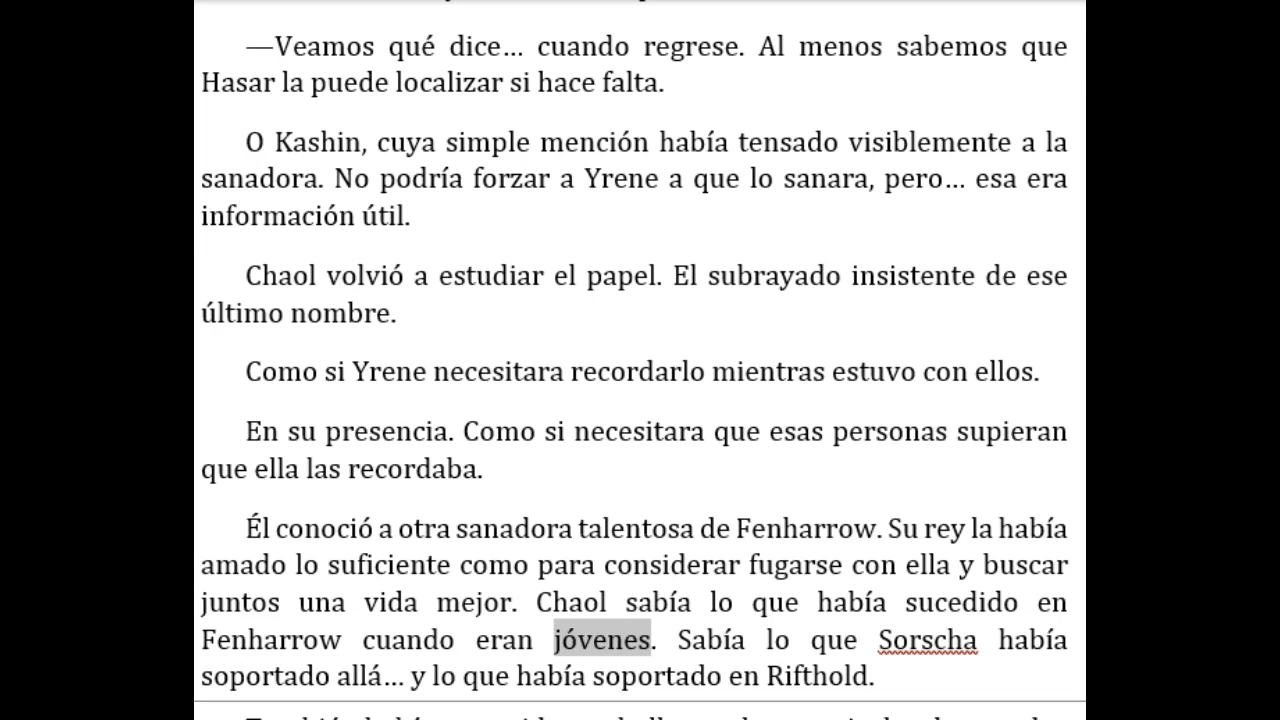 —Veamos qué dice… cuando regrese. Al menos sabemos que
Hasar la puede localizar si hace falta.
O Kashin, cuya simple mención había tensado visiblemente a la
sanadora. No podría forzar a Yrene a que lo sanara, pero… esa era
información útil.
Chaol volvió a estudiar el papel. El subrayado insistente de ese
último nombre.
Como si Yrene necesitara recordarlo mientras estuvo con ellos.
En su presencia. Como si necesitara que esas personas supieran
que ella las recordaba.
Él conoció a otra sanadora talentosa de Fenharrow. Su rey la había
amado lo suficiente como para considerar fugarse con ella y buscar
juntos una vida mejor. Chaol sabía lo que había sucedido en
Fenharrow cuando eran jóvenes. Sabía lo que Sorscha había
soportado allá… y lo que había soportado en Rifthold.